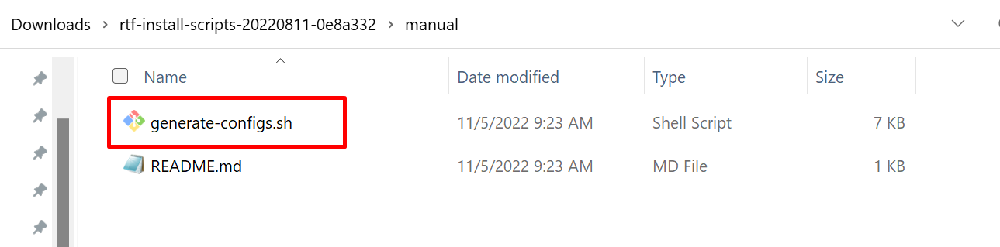 Downloads > rtf-install-scripts-20220811-0e8a332 > manual
Name Date modified Type Size
generate-configs.sh 11/5/2022 9:23 AM Shell Script 7 KB
README.md 11/5/2022 9:23 AM MD File 1 KB